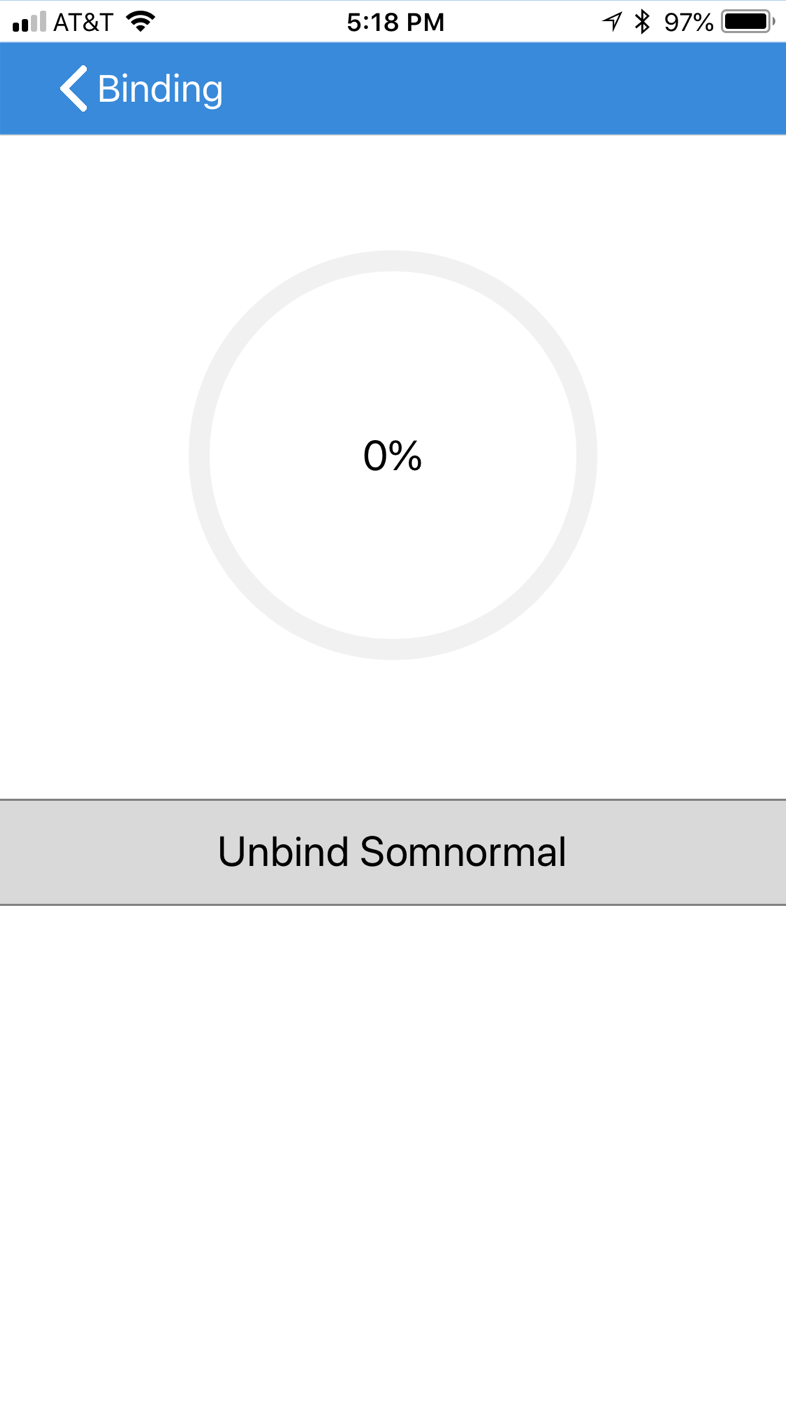 AT&T 5:18 PM 97%
Binding
0%
Unbind Somnormal